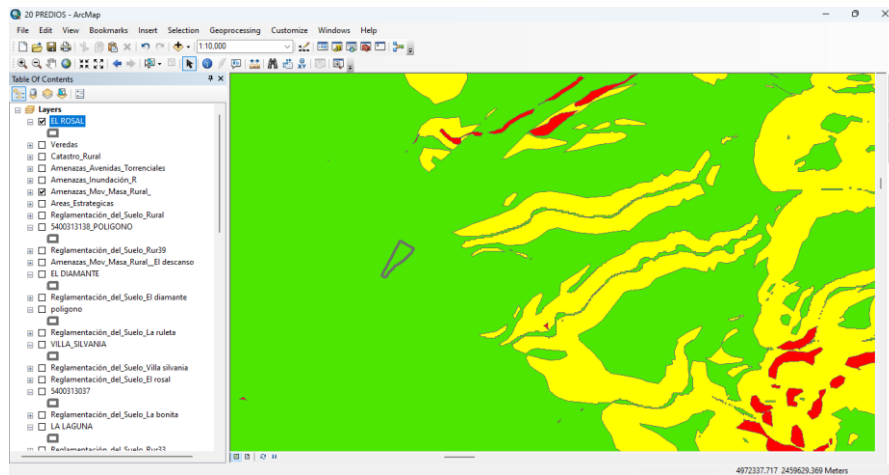 20 PREDIOS - ArcMap
File Edit View Bookmarks Insert Selection Geoprocessing Customize Windows Help
1:10,000
Table Of Contents
Layers
EL ROSAL
Veredas
Catastro_Rural
Amenazas_Avenidas_Torrenciales
Amenazas_Inundación_R
Amenazas_Mov_Masa_Rural_
Areas_Estrategicas
Reglamentación_del_Suelo_Rural
5400313138_POLIGONO
Reglamentación_del_Suelo_Rur39
Amenazas_Mov_Masa_Rural__El descanso
EL DIAMANTE
Reglamentación_del_Suelo_El diamante
poligono
Reglamentación_del_Suelo_La ruleta
VILLA_SILVANIA
Reglamentación_del_Suelo_Villa silvania
Reglamentación_del_Suelo_El rosal
5400313037
Reglamentación_del_Suelo_La bonita
LA LAGUNA
Reglamentación_del_Suelo_Rur33
4972337.717 2459629.369 Meters